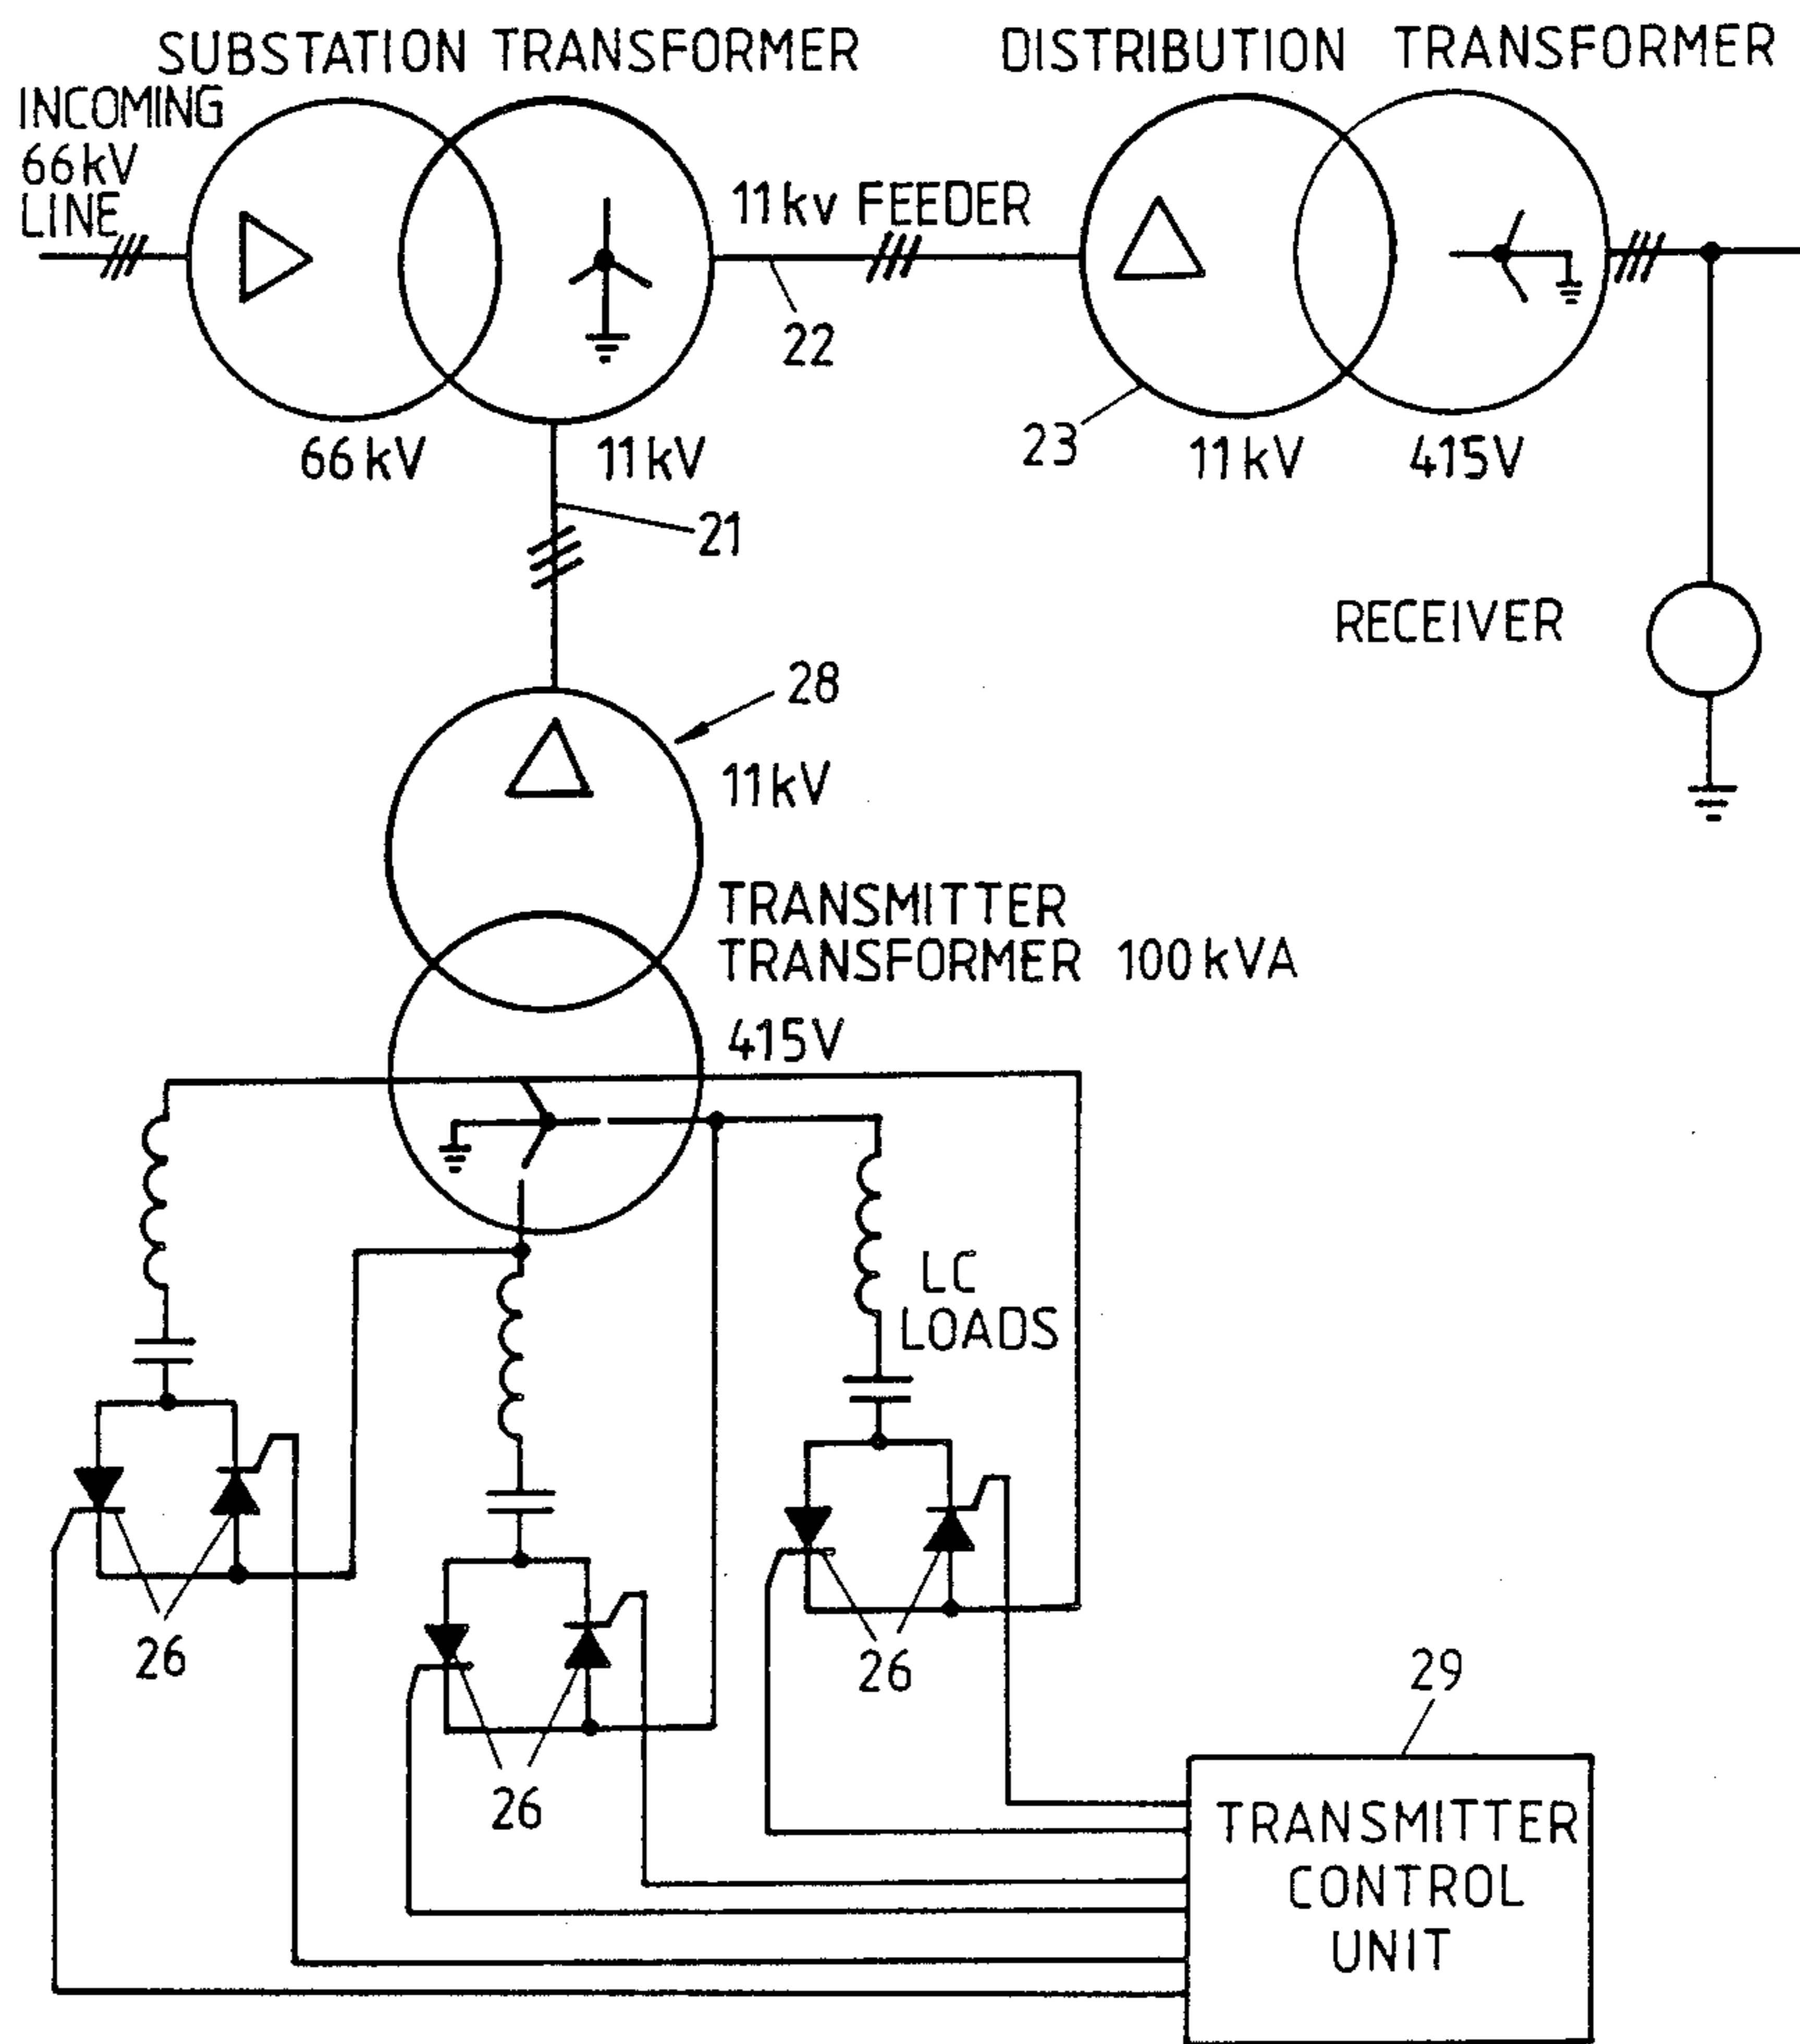 SUBSTATION TRANSFORMER
DISTRIBUTION TRANSFORMER
INCOMING
66kV
LINE
11kv FEEDER
22
23
66kV
11kV
11kV
415V
21
RECEIVER
28
11kV
TRANSMITTER
TRANSFORMER 100kVA
415V
LC
LOADS
26
26
26
29
TRANSMITTER
CONTROL
UNIT